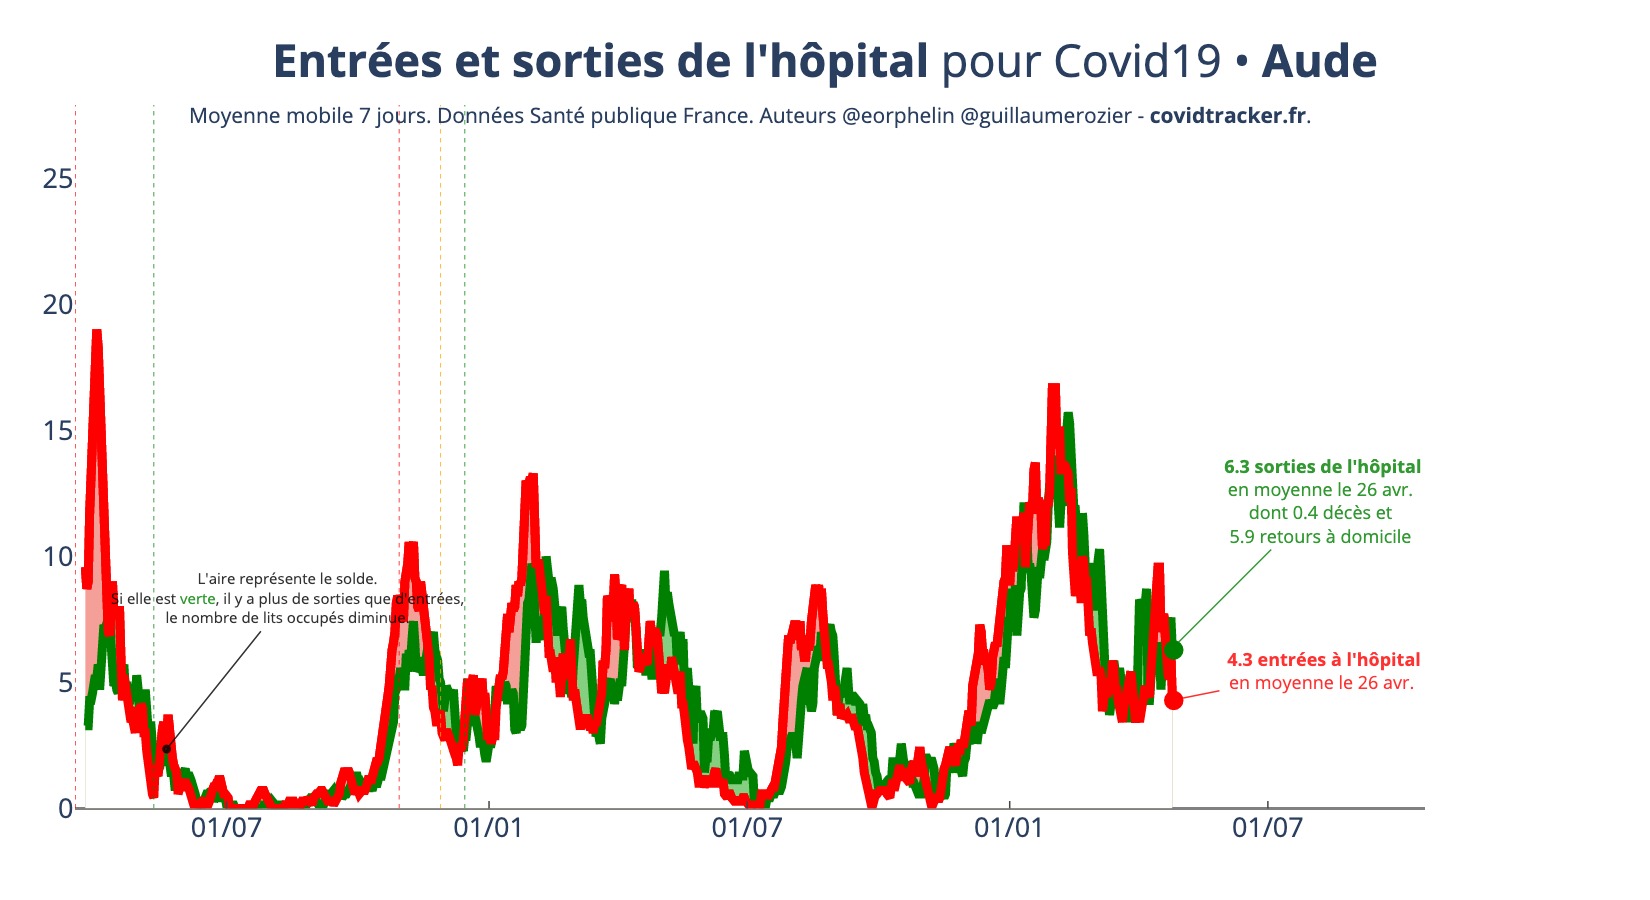 Entrées et sorties de l'hôpital pour Covid19 • Aude
Moyenne mobile 7 jours. Données Santé publique France. Auteurs @eorphelin @guillaumerozier - covidtracker.fr.
25
20
15
10
5
0
L'aire représente le solde.
Si elle est verte, il y a plus de sorties que d'entrées,
le nombre de lits occupés diminue.
6.3 sorties de l'hôpital
en moyenne le 26 avr.
dont 0.4 décès et
5.9 retours à domicile
4.3 entrées à l'hôpital
en moyenne le 26 avr.
01/07
01/01
01/07
01/01
01/07